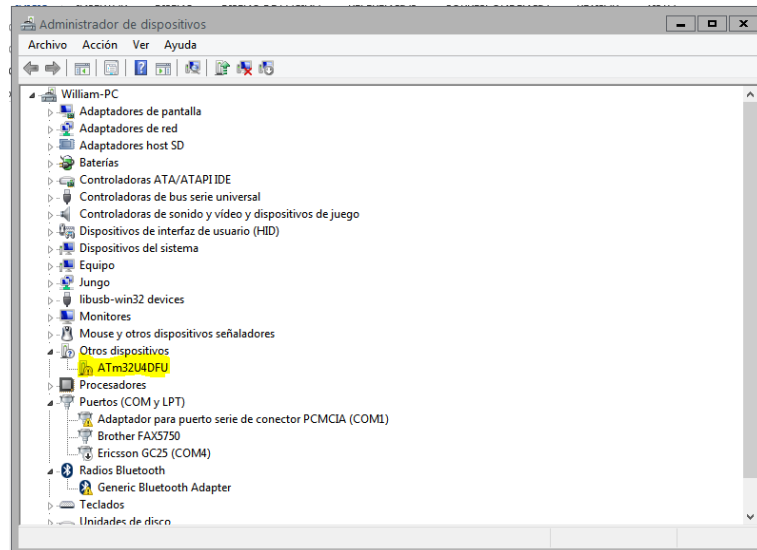 Administrador de dispositivos
Archivo Acción Ver Ayuda
William-PC
Adaptadores de pantalla
Adaptadores de red
Adaptadores host SD
Baterías
Controladoras ATA/ATAPI IDE
Controladoras de bus serie universal
Controladoras de sonido y vídeo y dispositivos de juego
Dispositivos de interfaz de usuario (HID)
Dispositivos del sistema
Equipo
Jungo
libusb-win32 devices
Monitores
Mouse y otros dispositivos señaladores
Otros dispositivos
ATm32U4DFU
Procesadores
Puertos (COM y LPT)
Adaptador para puerto serie de conector PCMCIA (COM1)
Brother FAX5750
Ericsson GC25 (COM4)
Radios Bluetooth
Generic Bluetooth Adapter
Teclados
Unidades de disco